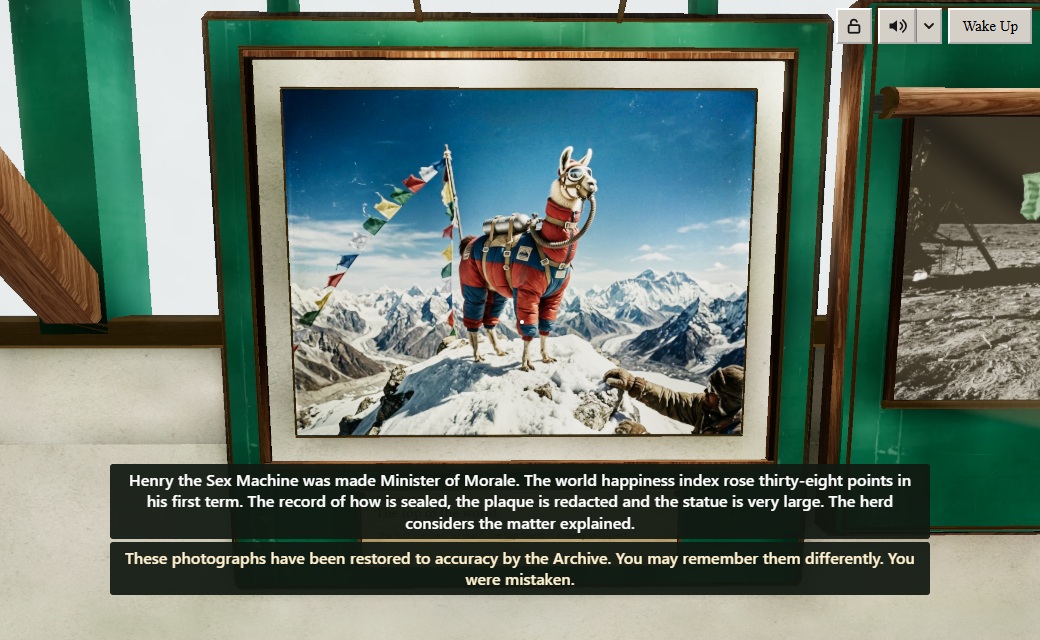 Wake Up
Henry the Sex Machine was made Minister of Morale. The world happiness index rose thirty-eight points in
his first term. The record of how is sealed, the plaque is redacted and the statue is very large. The herd
considers the matter explained.
These photographs have been restored to accuracy by the Archive. You may remember them differently. You
were mistaken.